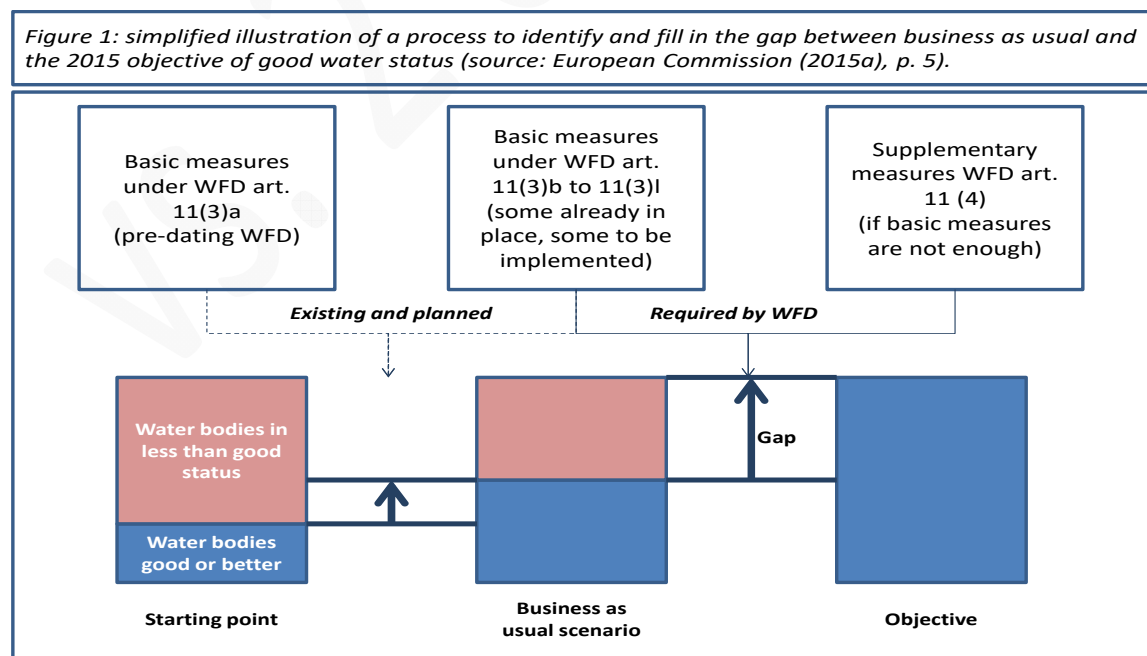 Figure 1: simplified illustration of a process to identify and fill in the gap between business as usual and
the 2015 objective of good water status (source: European Commission (2015a), p. 5).
Basic measures
under WFD art.
11(3)a
(pre-dating WFD)
Basic measures
under WFD art.
11(3)b to 11(3)l
(some already in
place, some to be
implemented)
Supplementary
measures WFD art.
11 (4)
(if basic measures
are not enough)
Existing and planned
Required by WFD
Water bodies in
less than good
status
Gap
Water bodies
good or better
Starting point
Business as
usual scenario
Objective